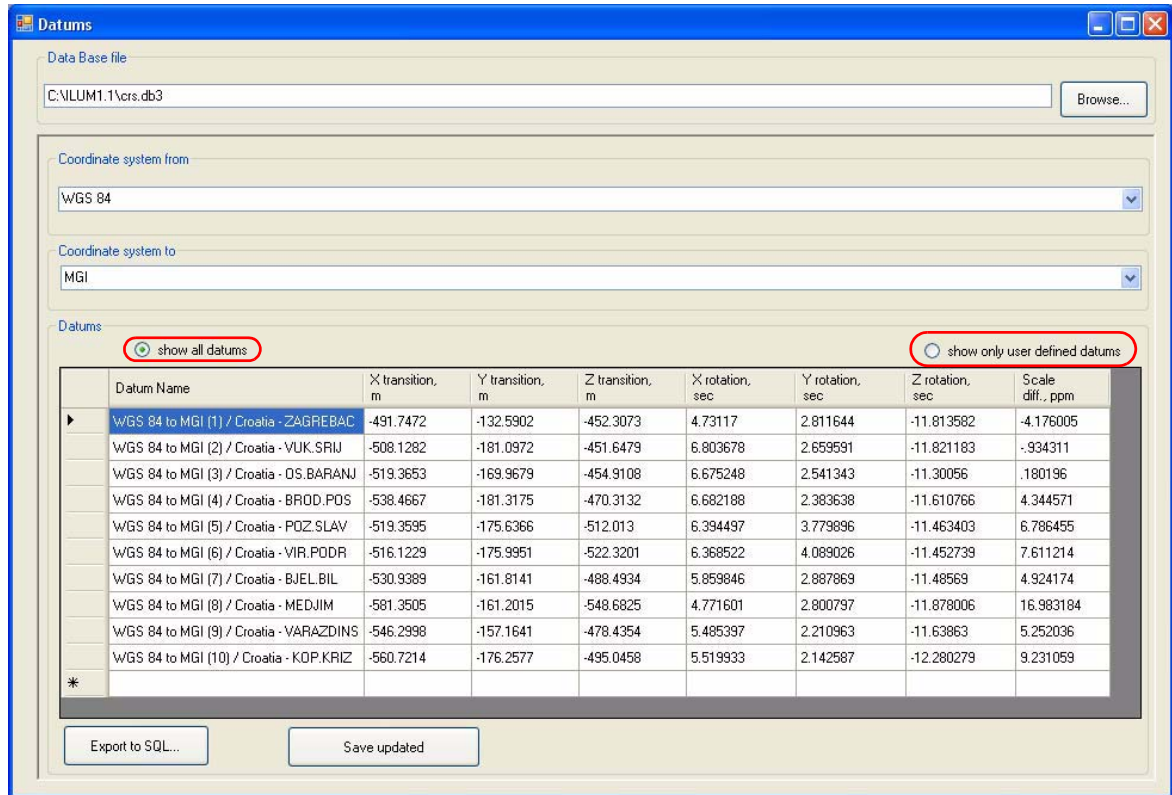 Datums
Data Base file
C:\ILUM1.1\crs.db3
Browse...
Coordinate system from
WGS 84
Coordinate system to
MGI
Datums
show all datums show only user defined datums
Datum Name X transition, m Y transition, m Z transition, m X rotation, sec Y rotation, sec Z rotation, sec Scale diff., ppm
WGS 84 to MGI (1) / Croatia - ZAGREBAC -491.7472 -132.5902 -452.3073 4.73117 2.811644 -11.813582 -4.176005
WGS 84 to MGI (2) / Croatia - VUK.SRIJ -508.1282 -181.0972 -451.6479 6.803678 2.659591 -11.821183 -.934311
WGS 84 to MGI (3) / Croatia - OS.BARANJ -519.3653 -169.9679 -454.9108 6.675248 2.541343 -11.30056 .180196
WGS 84 to MGI (4) / Croatia - BROD.POS -538.4667 -181.3175 -470.3132 6.682188 2.383638 -11.610766 4.344571
WGS 84 to MGI (5) / Croatia - POZ.SLAV -519.3595 -175.6366 -512.013 6.394497 3.779896 -11.463403 6.786455
WGS 84 to MGI (6) / Croatia - VIR.PODR -516.1229 -175.9951 -522.3201 6.368522 4.089026 -11.452739 7.611214
WGS 84 to MGI (7) / Croatia - BJEL.BIL -530.9389 -161.8141 -488.4934 5.859846 2.887869 -11.48569 4.924174
WGS 84 to MGI (8) / Croatia - MEDJIM -581.3505 -161.2015 -548.6825 4.771601 2.800797 -11.878006 16.983184
WGS 84 to MGI (9) / Croatia - VARAZDINS -546.2998 -157.1641 -478.4354 5.485397 2.210963 -11.63863 5.252036
WGS 84 to MGI (10) / Croatia - KOP.KRIZ -560.7214 -176.2577 -495.0458 5.519933 2.142587 -12.280279 9.231059
Export to SQL... Save updated